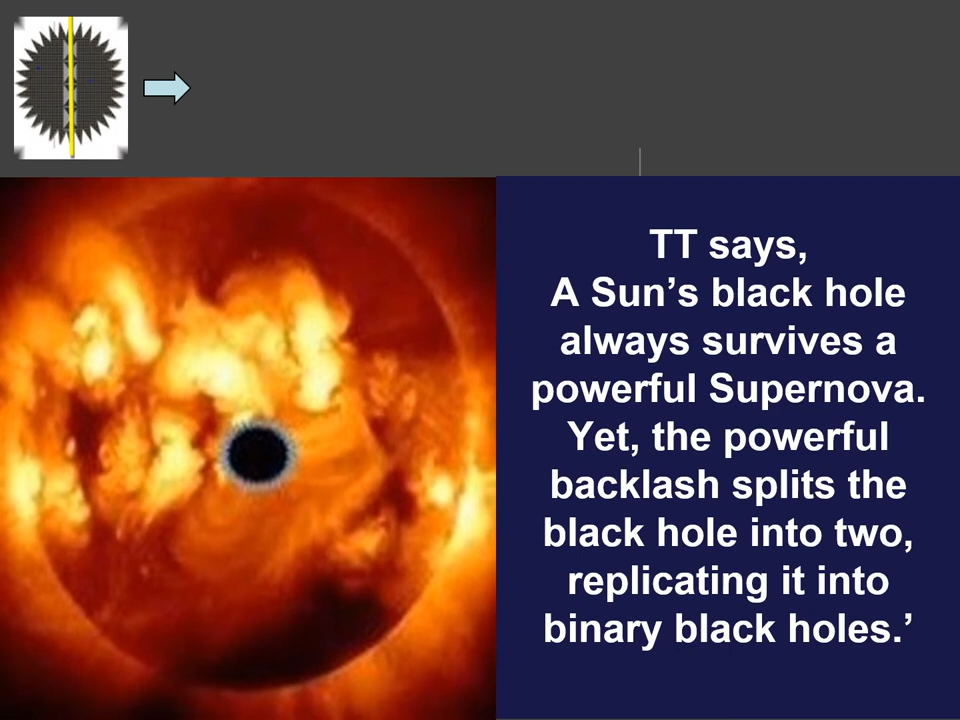 TT says,
A Sun’s black hole
always survives a
powerful Supernova.
Yet, the powerful
backlash splits the
black hole into two,
replicating it into
binary black holes.’